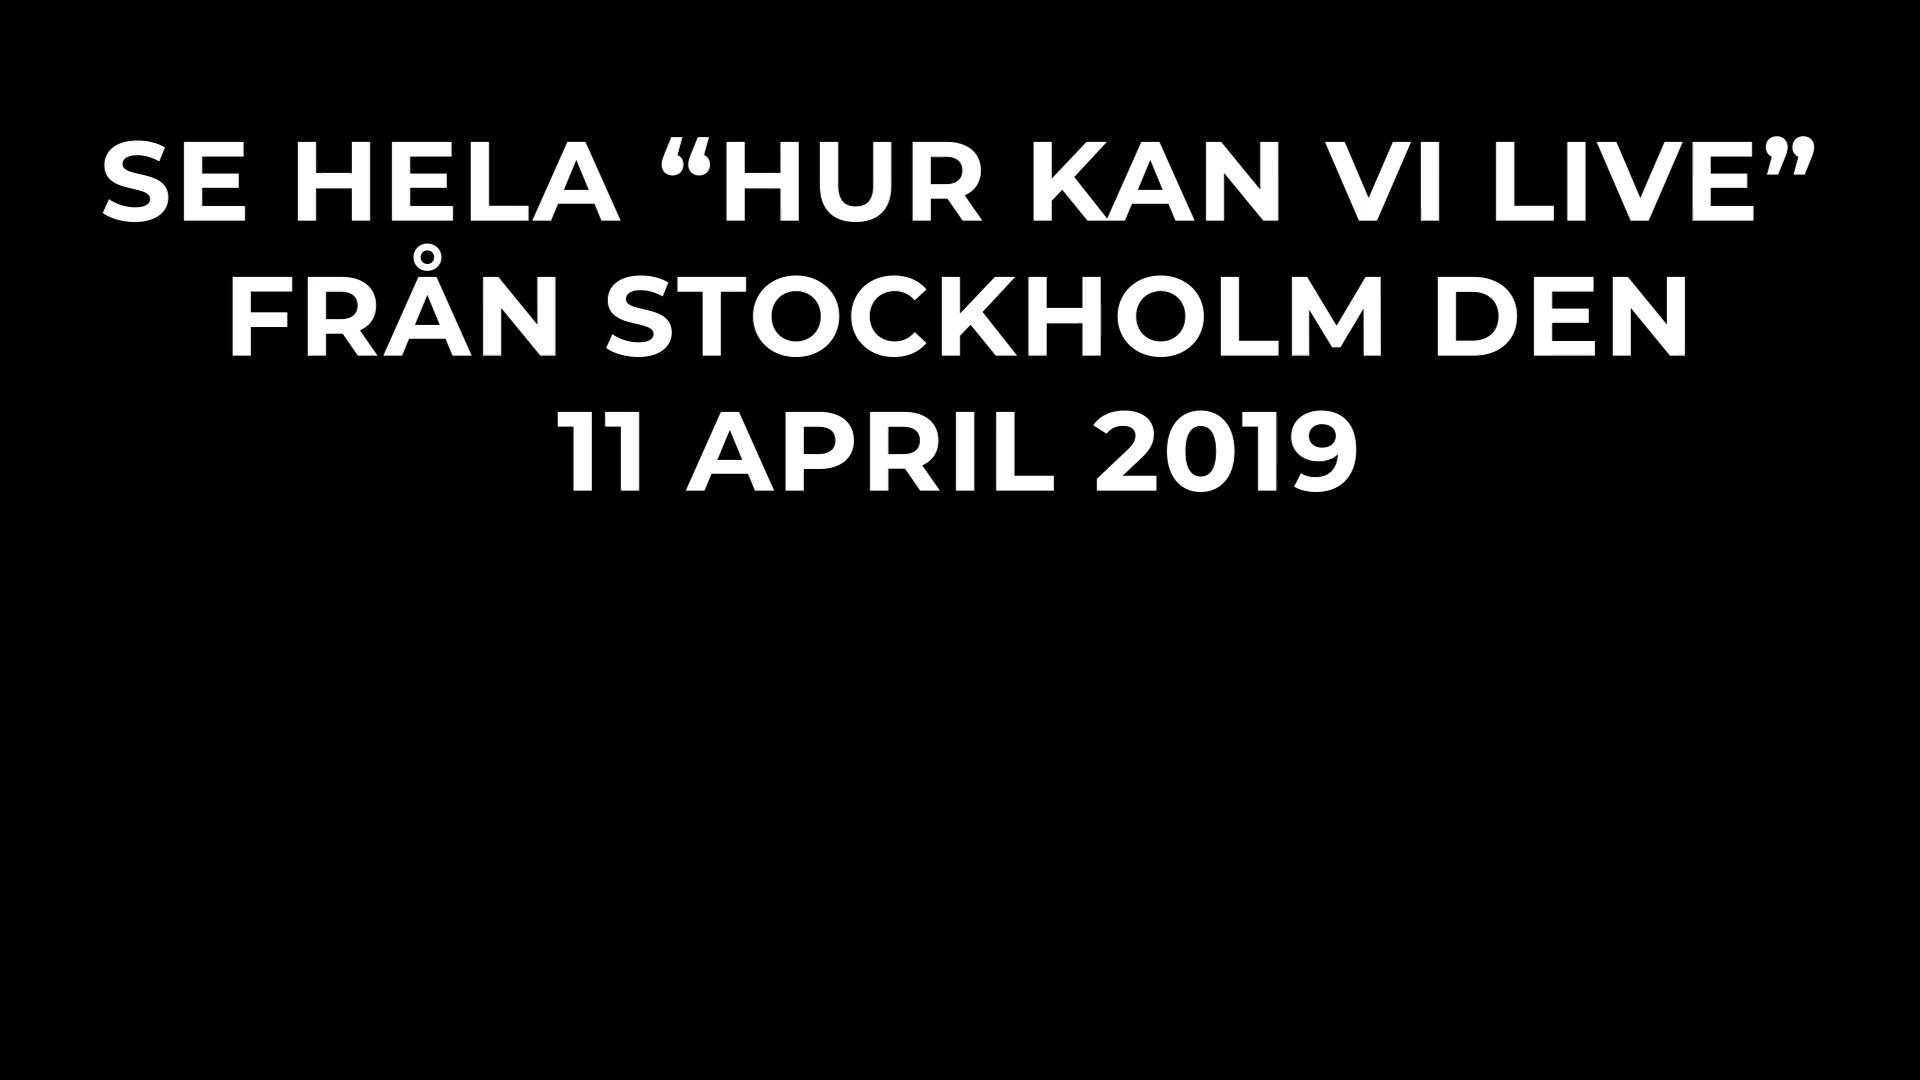 SE HELA “HUR KAN VI LIVE”
FRÅN STOCKHOLM DEN
11 APRIL 2019